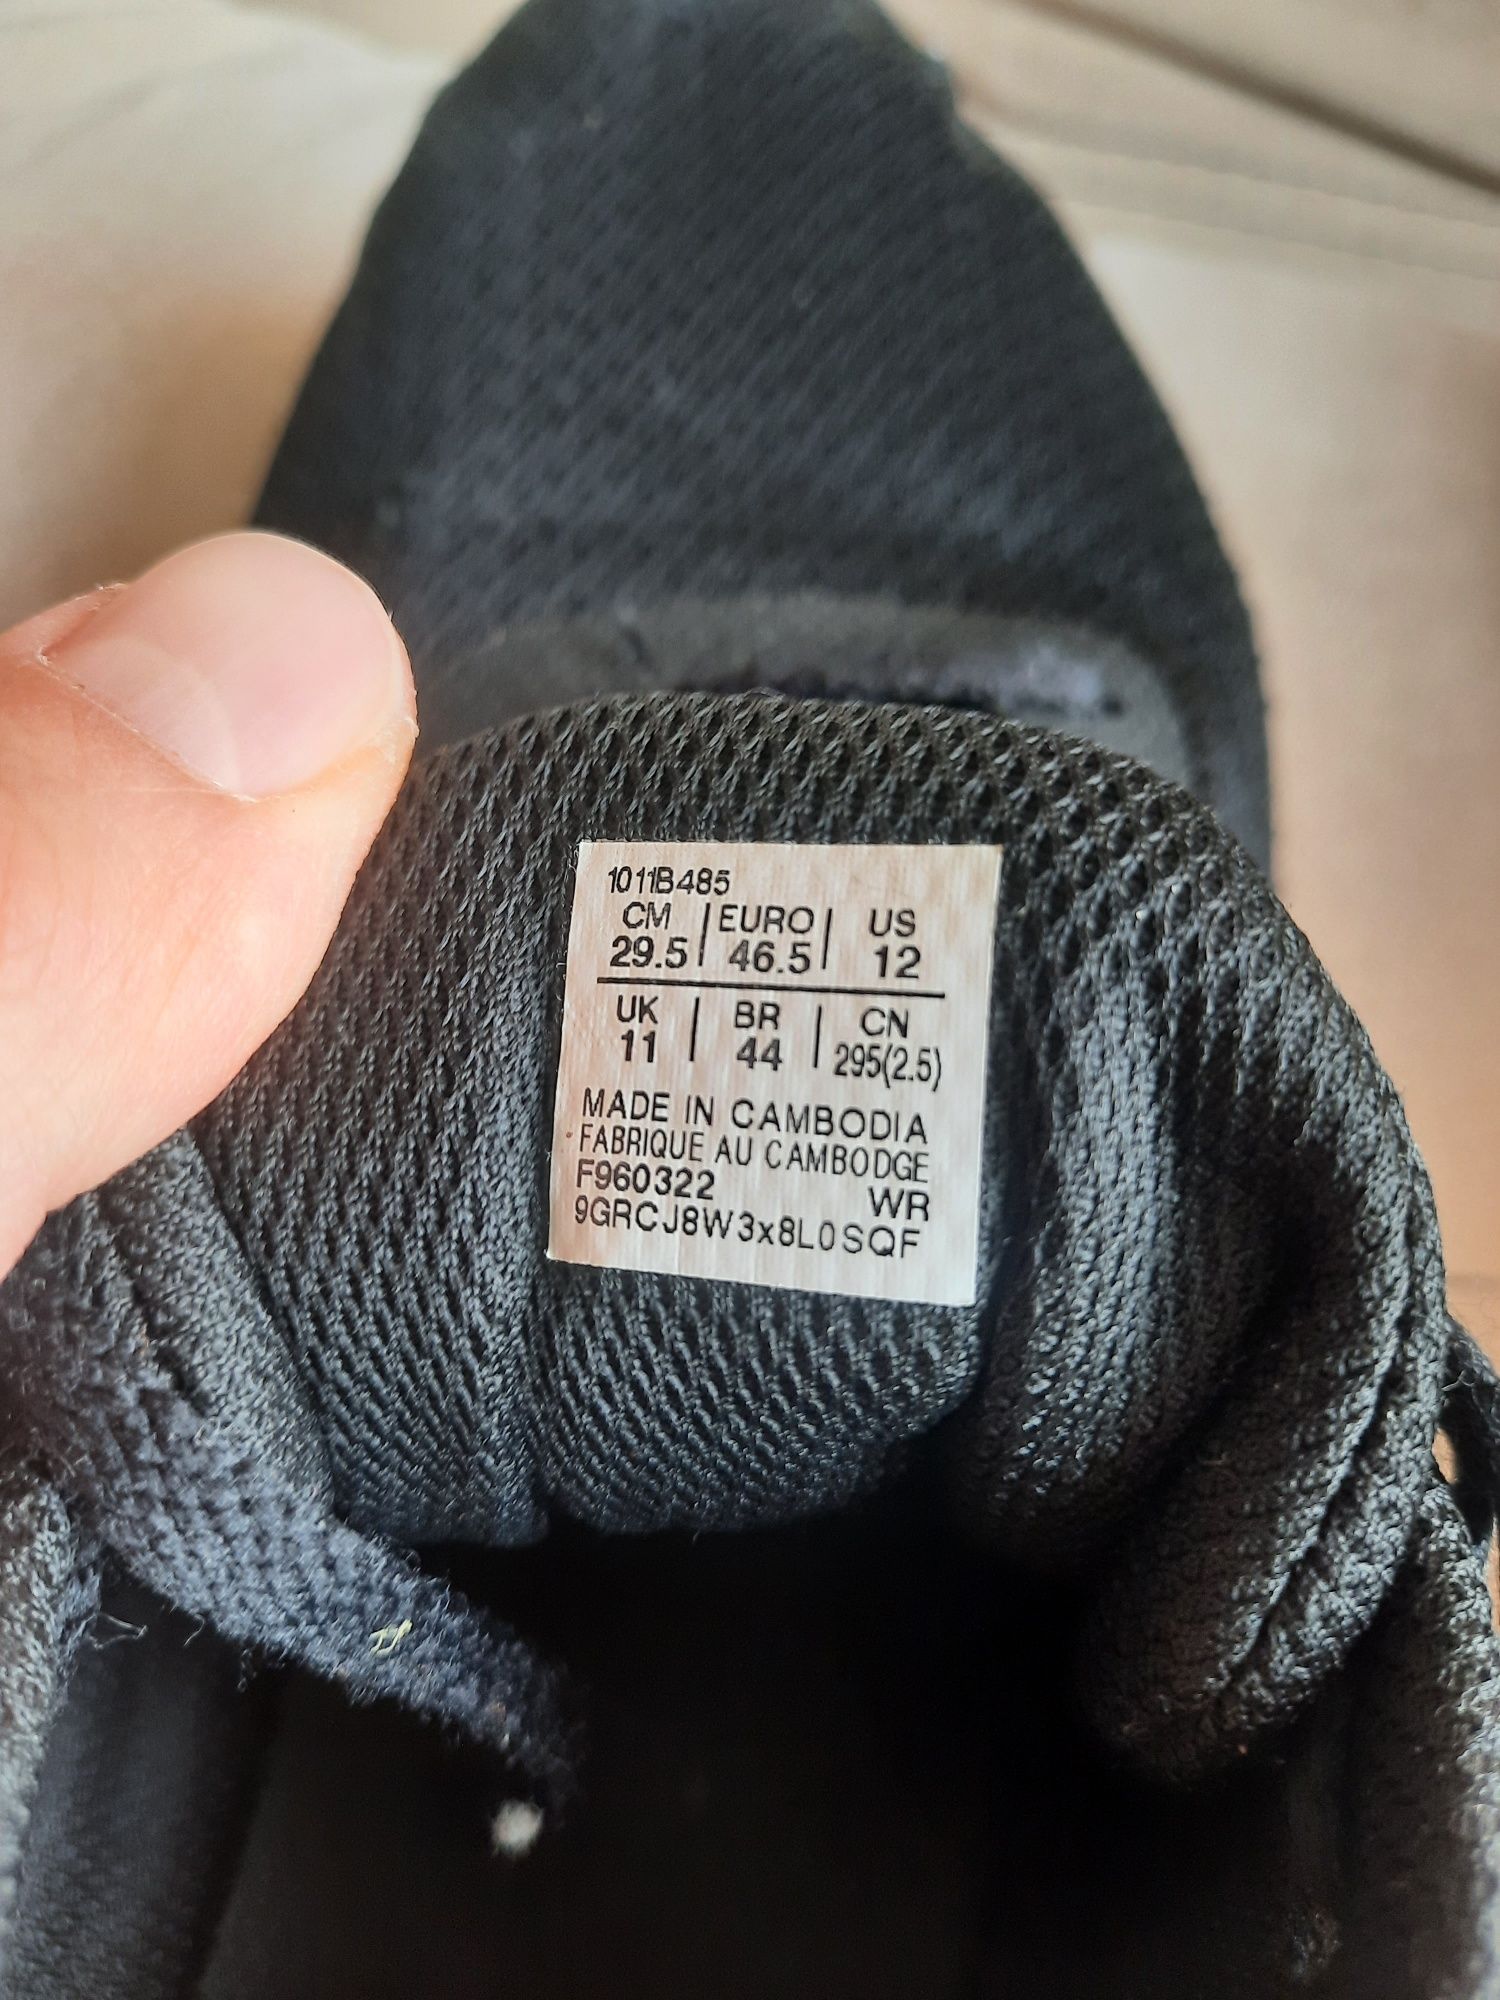 1011B485
CM | EURO | US
29.5 | 46.5 | 12
UK | BR | CN
11 | 44 | 295(2.5)
MADE IN CAMBODIA
FABRIQUE AU CAMBODGE
F960322 WR
9GRCJ8W3x8L0SQF